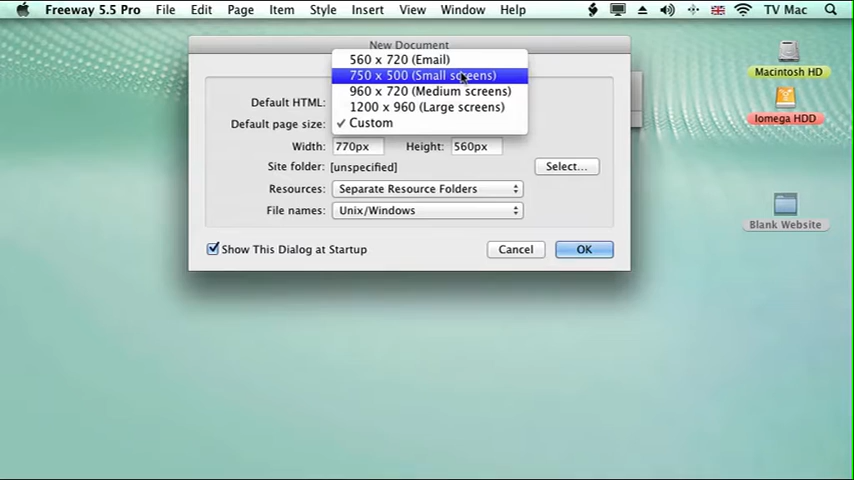 Freeway 5.5 Pro File Edit Page Item Style Insert View Window Help TV Mac
New Document
560 x 720 (Email)
750 x 500 (Small screens)
960 x 720 (Medium screens)
1200 x 960 (Large screens)
✓ Custom
Default HTML:
Default page size:
Width: 770px Height: 560px
Site folder: [unspecified] Select...
Resources: Separate Resource Folders
File names: Unix/Windows
Show This Dialog at Startup Cancel OK
Macintosh HD
Iomega HDD
Blank Website